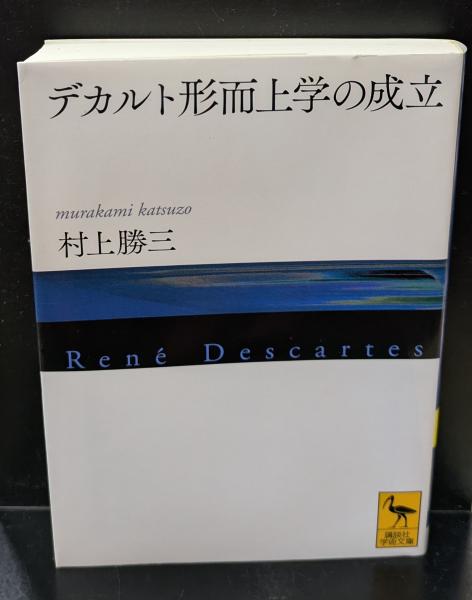 デカルト形而上学の成立
murakami katsuzo
村上勝三
René Descartes
講談社
学術文庫